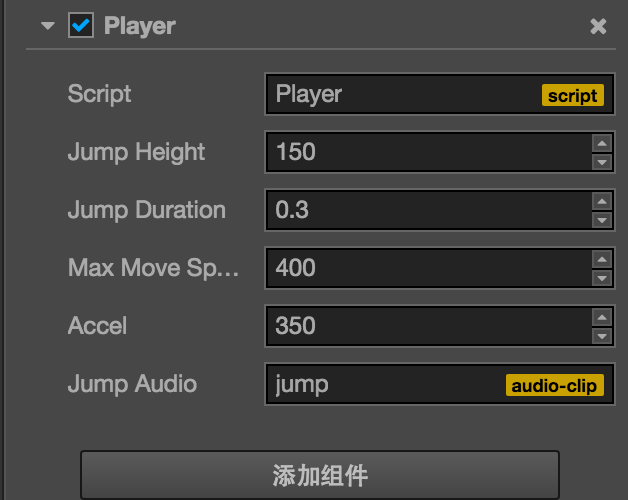 Player
Script Player script
Jump Height 150
Jump Duration 0.3
Max Move Sp... 400
Accel 350
Jump Audio jump audio-clip
添加组件